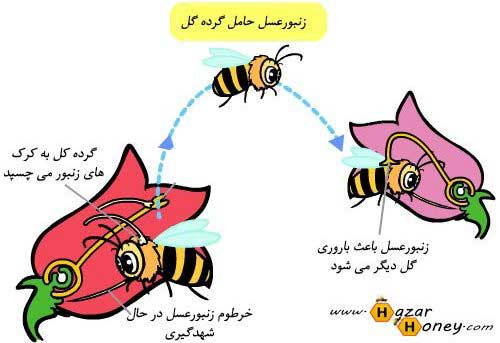 زنبورعسل حامل گرده گل
گرده گل به کرک
های زنبور می چسپد
زنبورعسل باعث باروری
گل دیگر می شود
خرطوم زنبورعسل در حال
شهدگیری
www.HazarHoney.com